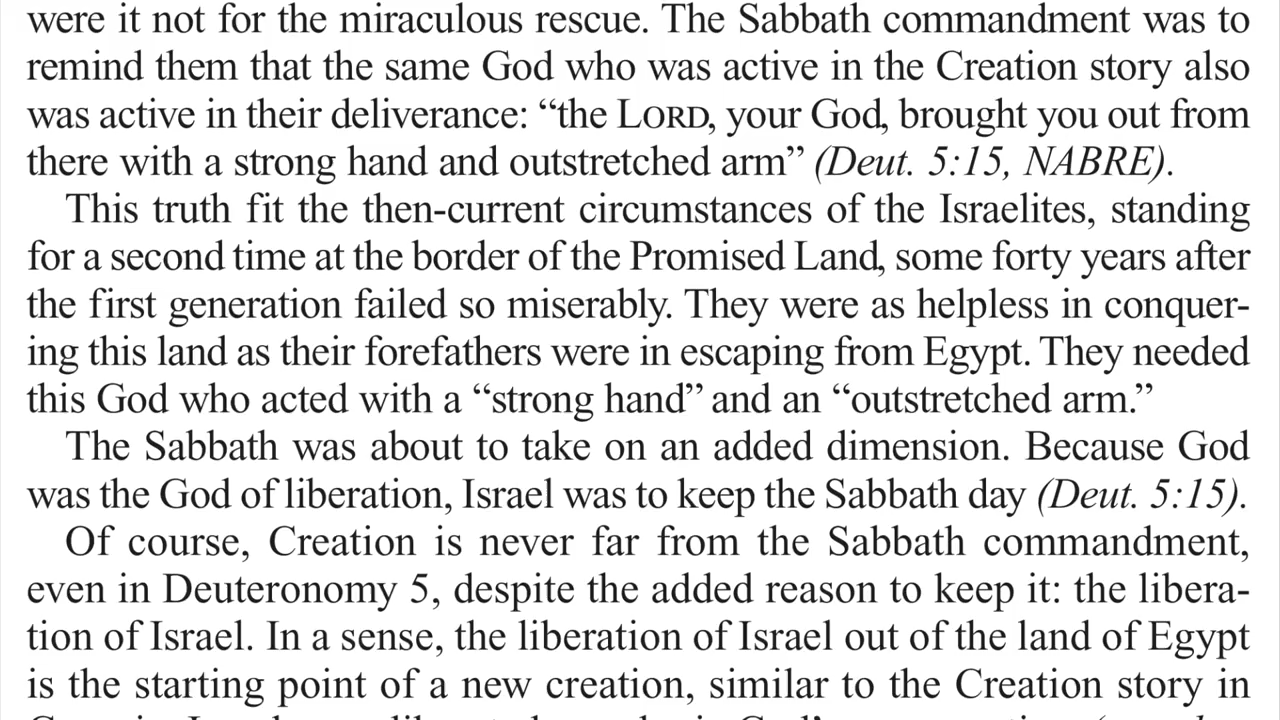 were it not for the miraculous rescue. The Sabbath commandment was to
remind them that the same God who was active in the Creation story also
was active in their deliverance: “the LORD, your God, brought you out from
there with a strong hand and outstretched arm” (Deut. 5:15, NABRE).
This truth fit the then-current circumstances of the Israelites, standing
for a second time at the border of the Promised Land, some forty years after
the first generation failed so miserably. They were as helpless in conquer-
ing this land as their forefathers were in escaping from Egypt. They needed
this God who acted with a “strong hand” and an “outstretched arm.”
The Sabbath was about to take on an added dimension. Because God
was the God of liberation, Israel was to keep the Sabbath day (Deut. 5:15).
Of course, Creation is never far from the Sabbath commandment,
even in Deuteronomy 5, despite the added reason to keep it: the libera-
tion of Israel. In a sense, the liberation of Israel out of the land of Egypt
is the starting point of a new creation, similar to the Creation story in